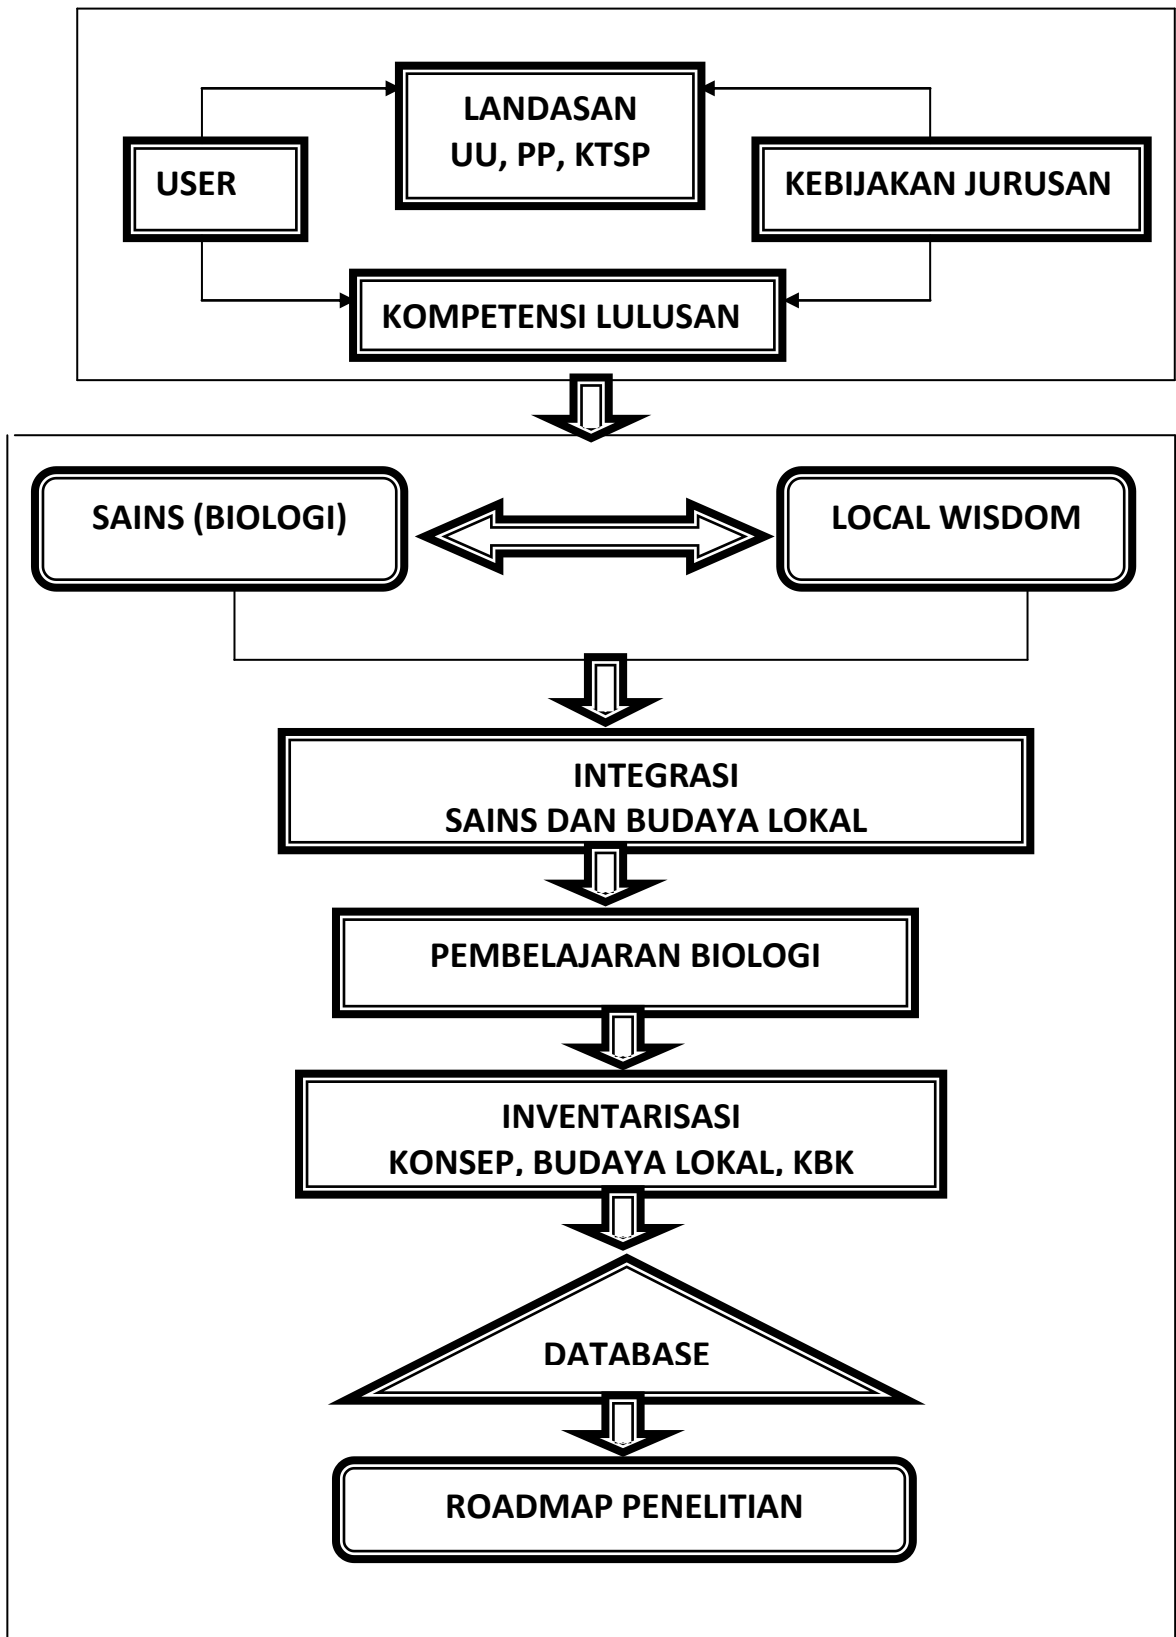 LANDASAN
UU, PP, KTSP
USER
KEBIJAKAN JURUSAN
KOMPETENSI LULUSAN
SAINS (BIOLOGI)
LOCAL WISDOM
INTEGRASI
SAINS DAN BUDAYA LOKAL
PEMBELAJARAN BIOLOGI
INVENTARISASI
KONSEP, BUDAYA LOKAL, KBK
DATABASE
ROADMAP PENELITIAN